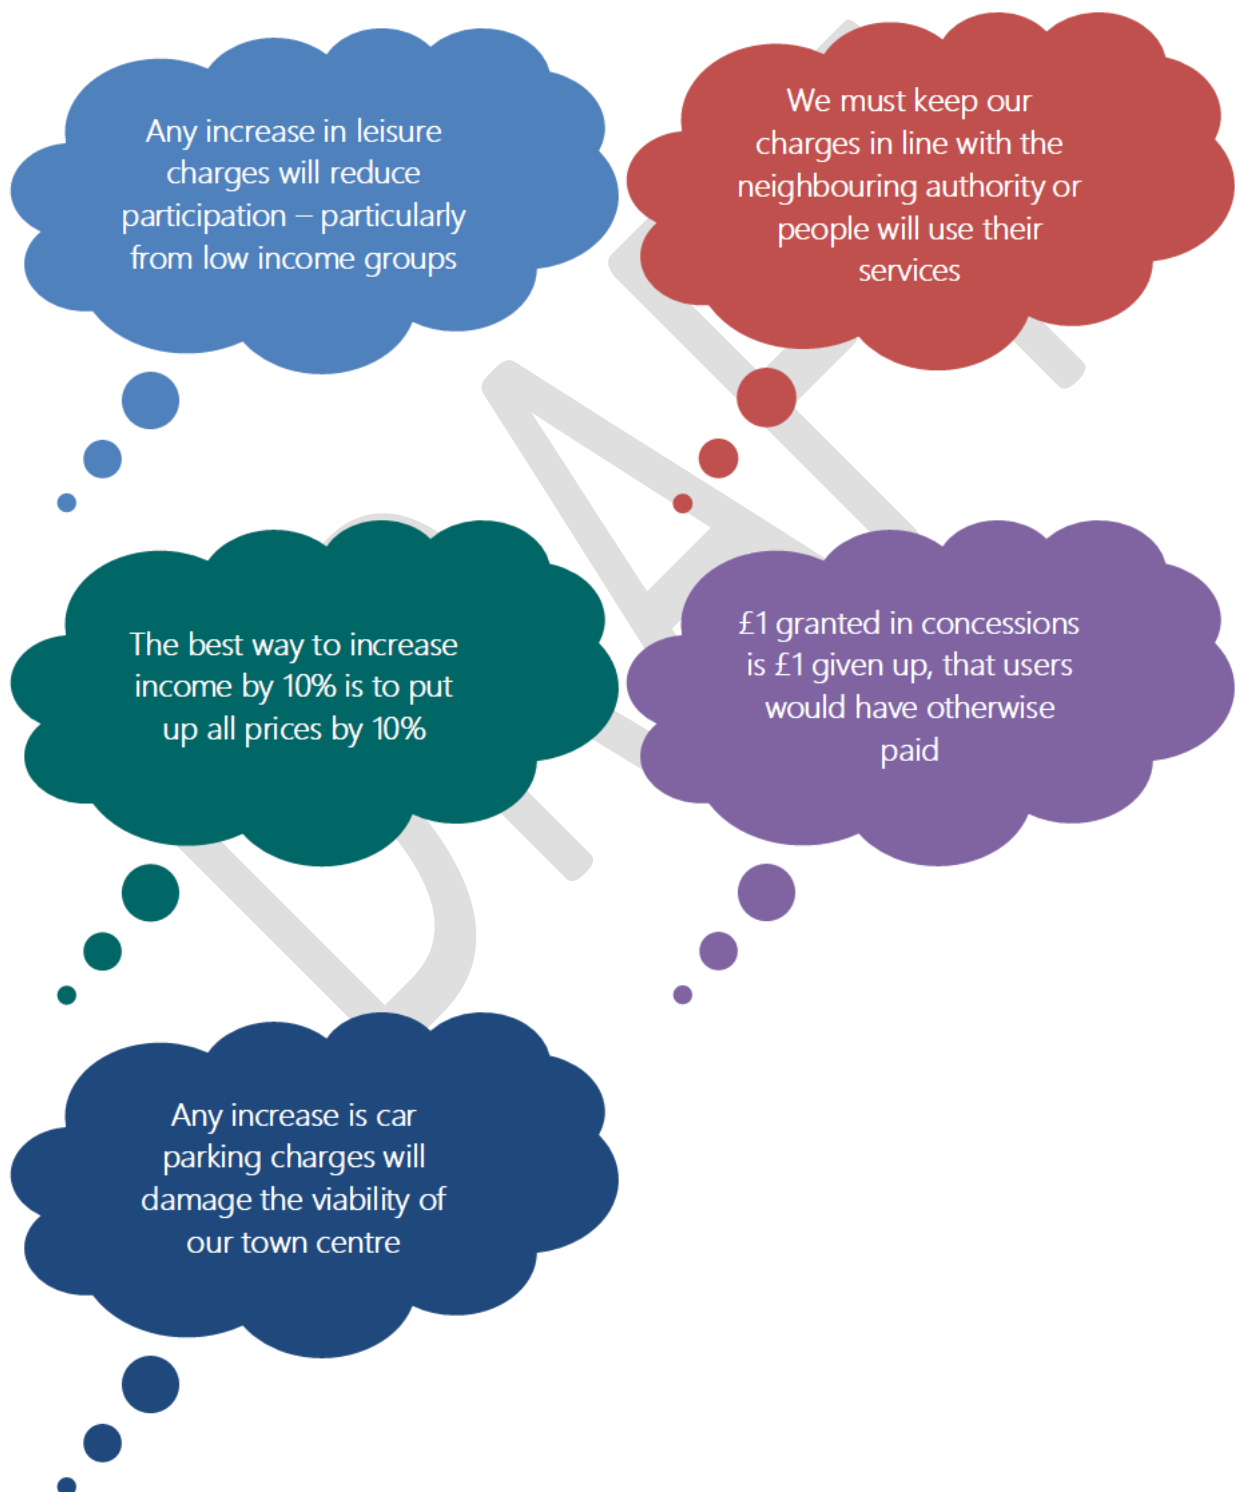 Any increase in leisure
charges will reduce
participation – particularly
from low income groups
We must keep our
charges in line with the
neighbouring authority or
people will use their
services
The best way to increase
income by 10% is to put
up all prices by 10%
£1 granted in concessions
is £1 given up, that users
would have otherwise
paid
Any increase is car
parking charges will
damage the viability of
our town centre
DRAFT